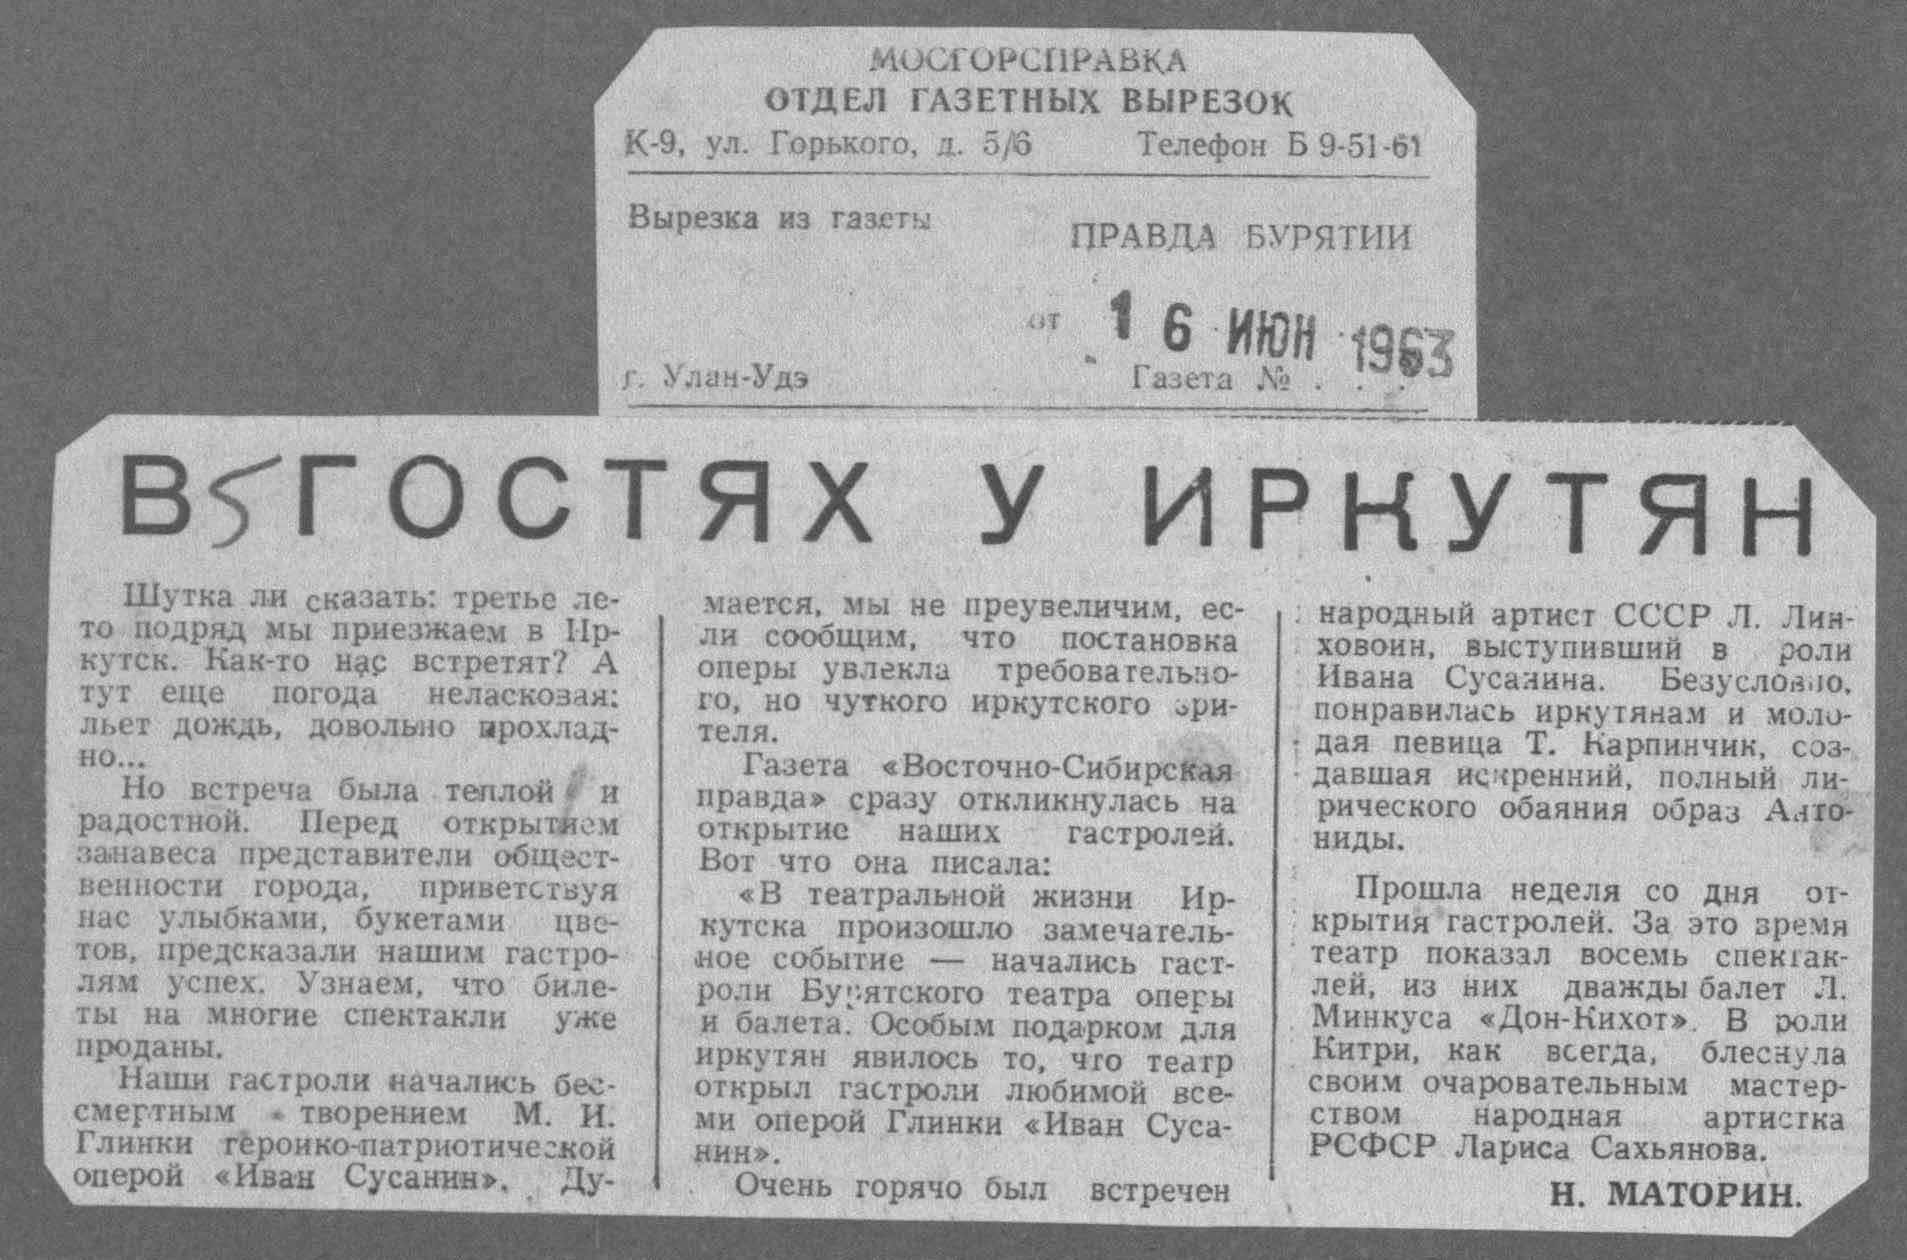 МОСГОРСПРАВКА
ОТДЕЛ ГАЗЕТНЫХ ВЫРЕЗОК
К-9, ул. Горького, д. 5/6 Телефон Б 9-51-61
Вырезка из газеты
ПРАВДА БУРЯТИИ
от 16 ИЮН 1963
г. Улан-Удэ Газета № . . .
В ГОСТЯХ У ИРКУТЯН
Шутка ли сказать: третье ле-
то подряд мы приезжаем в Ир-
кутск. Как-то нас встретят? А
тут еще погода неласковая:
льет дождь, довольно прохлад-
но...
Но встреча была теплой и
радостной. Перед открытием
занавеса представители общест-
венности города, приветствуя
нас улыбками, букетами цве-
тов, предсказали нашим гастро-
лям успех. Узнаем, что биле-
ты на многие спектакли уже
проданы.
Наши гастроли начались бес-
смертным творением М. И.
Глинки героико-патриотической
оперой «Иван Сусанин». Ду-
мается, мы не преувеличим, ес-
ли сообщим, что постановка
оперы увлекла требовательно-
го, но чуткого иркутского зри-
теля.
Газета «Восточно-Сибирская
правда» сразу откликнулась на
открытие наших гастролей.
Вот что она писала:
«В театральной жизни Ир-
кутска произошло замечатель-
ное событие — начались гаст-
роли Бурятского театра оперы
и балета. Особым подарком для
иркутян явилось то, что театр
открыл гастроли любимой все-
ми оперой Глинки «Иван Суса-
нин».
Очень горячо был встречен
народный артист СССР Л. Лин-
ховоин, выступивший в роли
Ивана Сусанина. Безусловно,
понравилась иркутянам и моло-
дая певица Т. Карпинчик, соз-
давшая искренний, полный ли-
рического обаяния образ Анто-
ниды.
Прошла неделя со дня от-
крытия гастролей. За это время
театр показал восемь спектак-
лей, из них дважды балет Л.
Минкуса «Дон-Кихот». В роли
Китри, как всегда, блеснула
своим очаровательным мастер-
ством народная артистка
РСФСР Лариса Сахьянова.
Н. МАТОРИН.